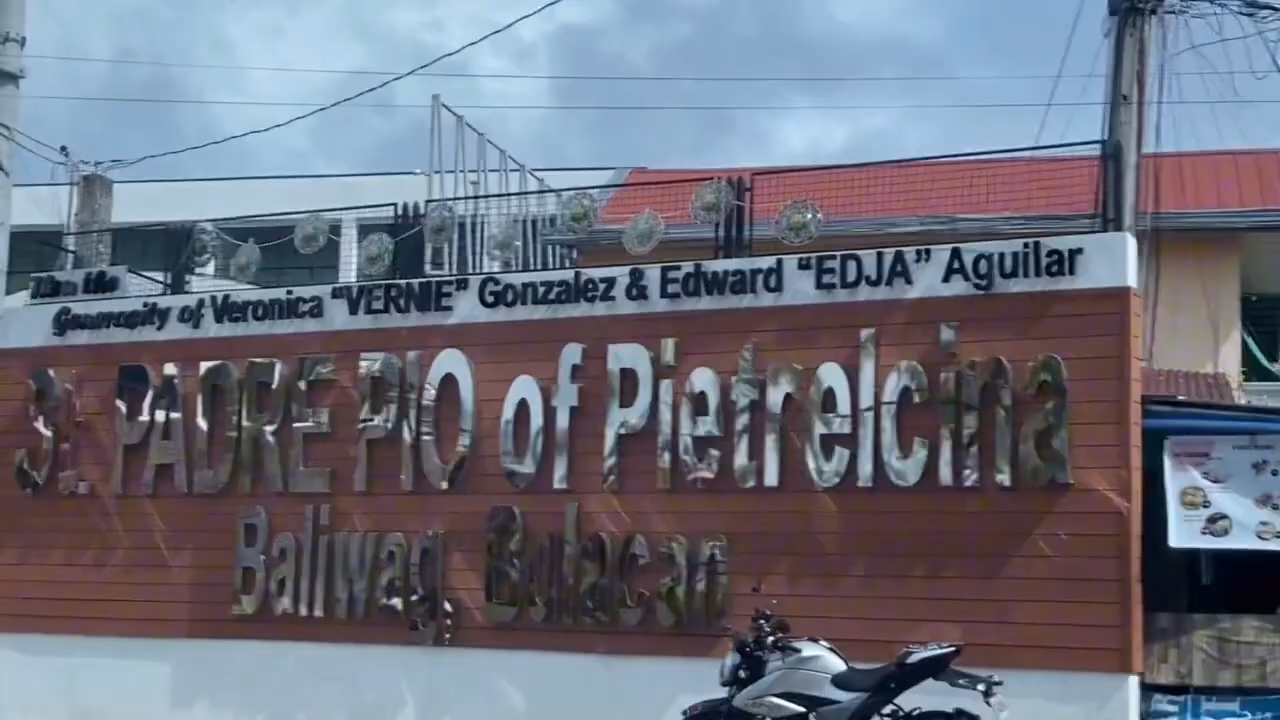 Thru the
Generosity of Veronica “VERNIE” Gonzalez & Edward “EDJA” Aguilar
St. PADRE PIO of Pietrelcina
Baliwag, Bulacan